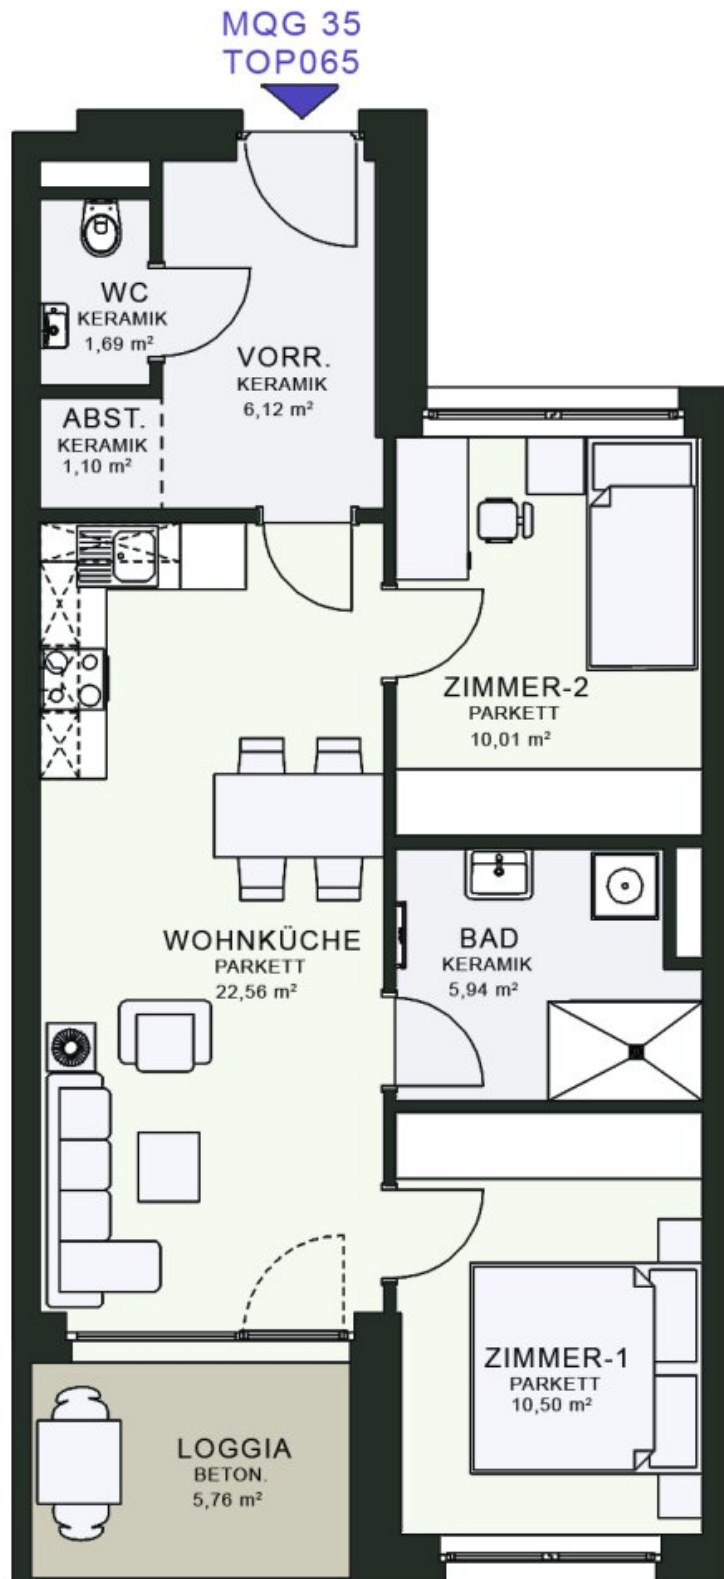 MQG 35
TOP065
WC
KERAMIK
1,69 m²
VORR.
KERAMIK
6,12 m²
ABST.
KERAMIK
1,10 m²
ZIMMER-2
PARKETT
10,01 m²
WOHNKÜCHE
PARKETT
22,56 m²
BAD
KERAMIK
5,94 m²
ZIMMER-1
PARKETT
10,50 m²
LOGGIA
BETON.
5,76 m²